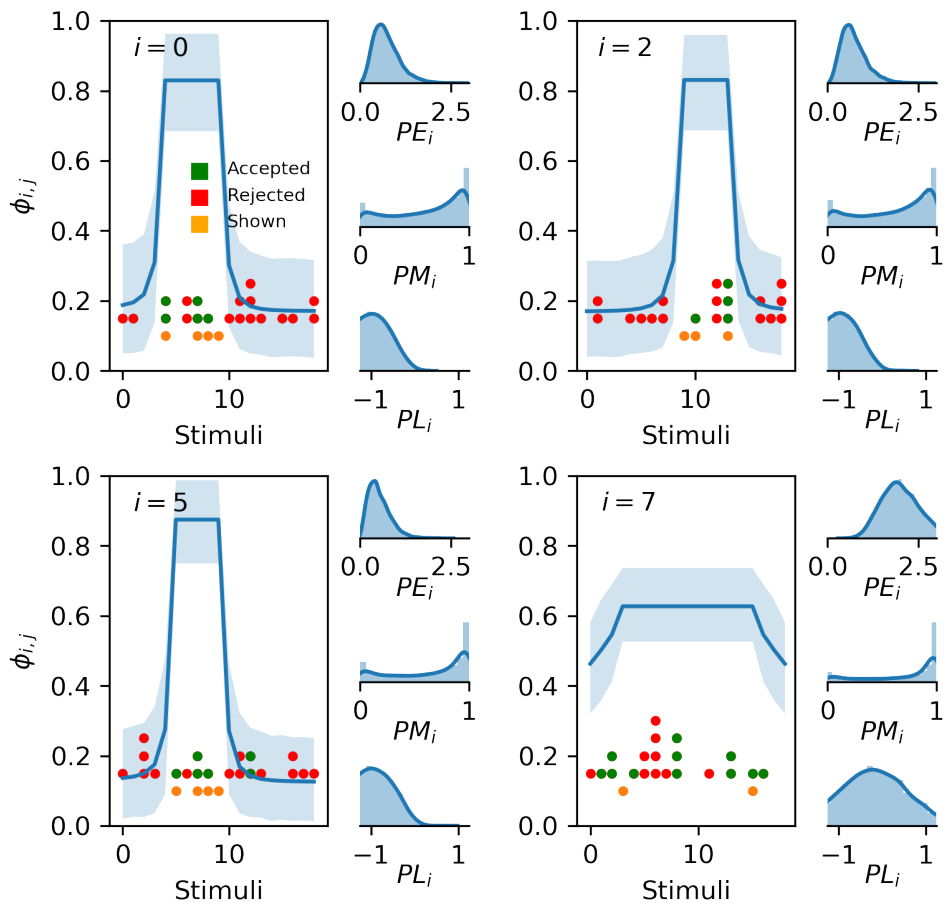 1.0
0.8
0.6
0.4
0.2
0.0
ϕi,j
i = 0
Accepted
Rejected
Shown
0 10
Stimuli
0.0 2.5
PEi
0 1
PMi
−1 1
PLi
1.0
0.8
0.6
0.4
0.2
0.0
i = 2
0 10
Stimuli
0.0 2.5
PEi
0 1
PMi
−1 1
PLi
1.0
0.8
0.6
0.4
0.2
0.0
ϕi,j
i = 5
0 10
Stimuli
0.0 2.5
PEi
0 1
PMi
−1 1
PLi
1.0
0.8
0.6
0.4
0.2
0.0
i = 7
0 10
Stimuli
0.0 2.5
PEi
0 1
PMi
−1 1
PLi